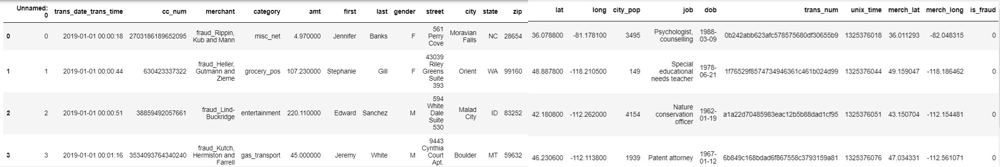 Unnamed: 0 trans_date_trans_time cc_num merchant category amt first last gender street city state zip lat long city_pop job dob trans_num unix_time merch_lat merch_long is_fraud
0 0 2019-01-01 00:00:18 2703186189652095 fraud_Rippin, Kub and Mann misc_net 4.970000 Jennifer Banks F 561 Perry Cove Moravian Falls NC 28654 36.078800 -81.178100 3495 Psychologist, counselling 1988-03-09 0b242abb623afc578575680df30655b9 1325376018 36.011293 -82.048315 0
1 1 2019-01-01 00:00:44 630423337322 fraud_Heller, Gutmann and Zieme grocery_pos 107.230000 Stephanie Gill F 43039 Riley Greens Suite 393 Orient WA 99160 48.887800 -118.210500 149 Special educational needs teacher 1978-06-21 1f76529f8574734946361c461b024d99 1325376044 49.159047 -118.186462 0
2 2 2019-01-01 00:00:51 38859492057661 fraud_Lind-Buckridge entertainment 220.110000 Edward Sanchez M 594 White Dale Suite 530 Malad City ID 83252 42.180800 -112.262000 4154 Nature conservation officer 1962-01-19 a1a22d70485983eac12b5b88dad1cf95 1325376051 43.150704 -112.154481 0
3 3 2019-01-01 00:01:16 3534093764340240 fraud_Kutch, Hermiston and Farrell gas_transport 45.000000 Jeremy White M 9443 Cynthia Court Apt. Boulder MT 59632 46.230600 -112.113800 1939 Patent attorney 1967-01-12 6b849c168bdad6f867558c3793159a81 1325376076 47.034331 -112.561071 0